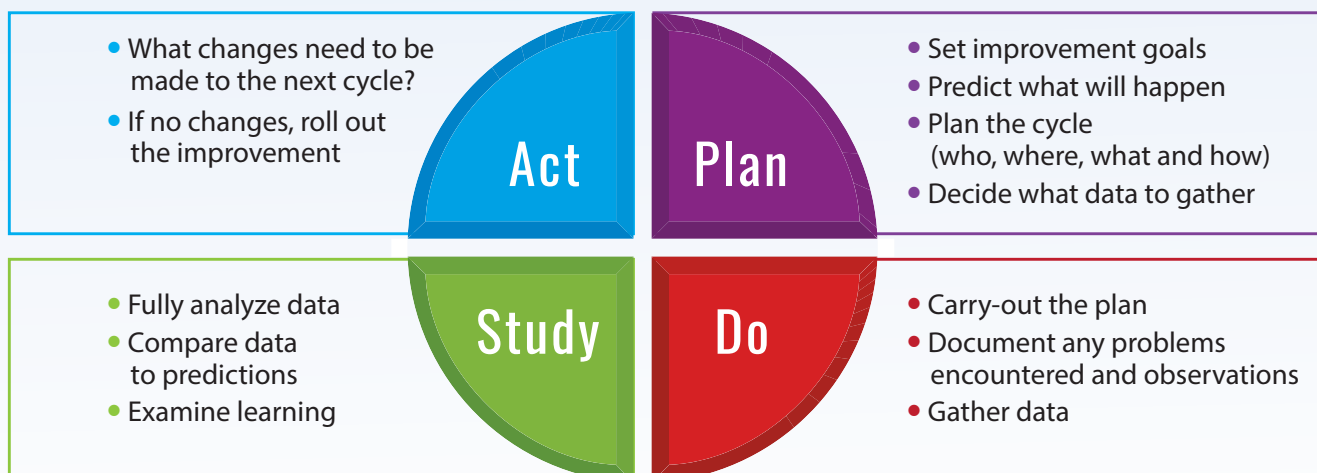 • What changes need to be
made to the next cycle?
• If no changes, roll out
the improvement
Act
Plan
• Set improvement goals
• Predict what will happen
• Plan the cycle
(who, where, what and how)
• Decide what data to gather
• Fully analyze data
• Compare data
to predictions
• Examine learning
Study
Do
• Carry-out the plan
• Document any problems
encountered and observations
• Gather data